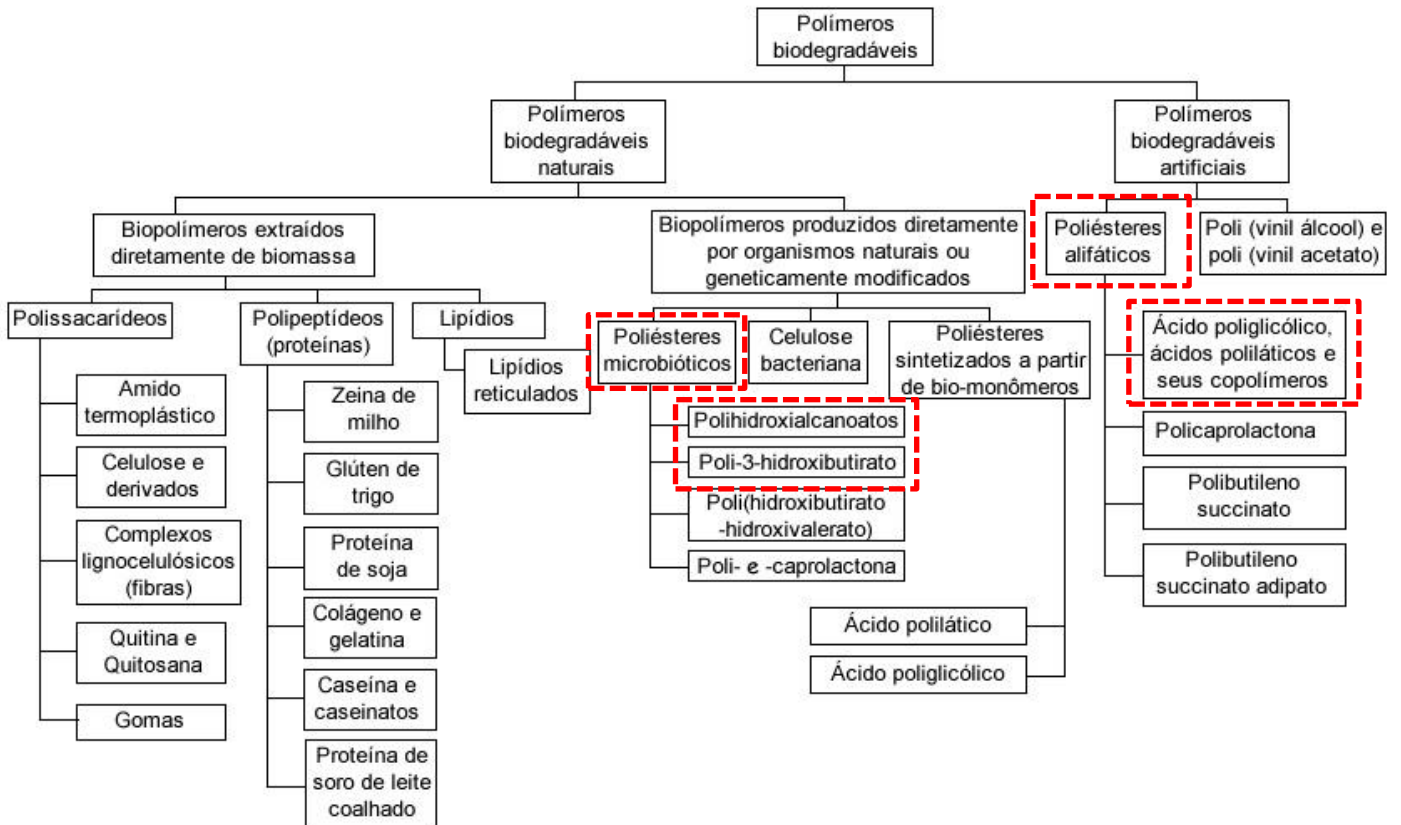 Polímeros
biodegradáveis
Polímeros
biodegradáveis
naturais
Polímeros
biodegradáveis
artificiais
Biopolímeros extraídos
diretamente de biomassa
Biopolímeros produzidos diretamente
por organismos naturais ou
geneticamente modificados
Poliésteres
alifáticos
Poli (vinil álcool) e
poli (vinil acetato)
Polissacarídeos
Polipeptídeos
(proteínas)
Lipídios
Lipídios
reticulados
Poliésteres
microbióticos
Celulose
bacteriana
Poliésteres
sintetizados a partir
de bio-monômeros
Ácido poliglicólico,
ácidos poliláticos e
seus copolímeros
Amido
termoplástico
Celulose e
derivados
Complexos
lignocelulósicos
(fibras)
Quitina e
Quitosana
Gomas
Zeina de
milho
Glúten de
trigo
Proteína
de soja
Colágeno e
gelatina
Caseína e
caseinatos
Proteína de
soro de leite
coalhado
Polihidroxialcanoatos
Poli-3-hidroxibutirato
Poli(hidroxibutirato
-hidroxivalerato)
Poli- e -caprolactona
Ácido polilático
Ácido poliglicólico
Policaprolactona
Polibutileno
succinato
Polibutileno
succinato adipato